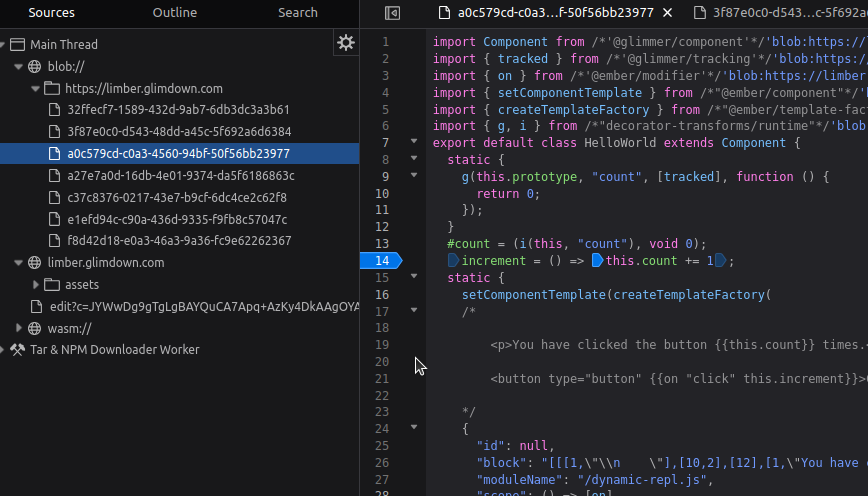 Sources Outline Search
Main Thread
blob://
https://limber.glimdown.com
32ffecf7-1589-432d-9ab7-6db3dc3a3b61
3f87e0c0-d543-48dd-a45c-5f692a6d6384
a0c579cd-c0a3-4560-94bf-50f56bb23977
a27e7a0d-16db-4e01-9374-da5f6186863c
c37c8376-0217-43e7-b9cf-6dc4ce2c62f8
e1efd94c-c90a-436d-9335-f9fb8c57047c
f8d42d18-e0a3-46a3-9a36-fc9e62262367
limber.glimdown.com
assets
edit?c=JYWwDg9gTgLgBAYQuCA7Apq+AzKy4DkAAgOYA
wasm://
Tar & NPM Downloader Worker
a0c579cd-c0a3…f-50f56bb23977 3f87e0c0-d543…c-5f692a6
1 import Component from /*'@glimmer/component'*/'blob:https://
2 import { tracked } from /*'@glimmer/tracking'*/'blob:https:/
3 import { on } from /*'@ember/modifier'*/'blob:https://limber
4 import { setComponentTemplate } from /*"@ember/component"*/'
5 import { createTemplateFactory } from /*"@ember/template-fac
6 import { g, i } from /*"decorator-transforms/runtime"*/'blob
7 export default class HelloWorld extends Component {
8 static {
9 g(this.prototype, "count", [tracked], function () {
10 return 0;
11 });
12 }
13 #count = (i(this, "count"), void 0);
14 increment = () => this.count += 1 ;
15 static {
16 setComponentTemplate(createTemplateFactory(
17 /*
18
19 <p>You have clicked the button {{this.count}} times.<
20
21 <button type="button" {{on "click" this.increment}}>
22
23 */
24 {
25 "id": null,
26 "block": "[[[1,\"\\n    \"],[10,2],[12],[1,\"You have
27 "moduleName": "/dynamic-repl.js",
28 "scope": () => [on]